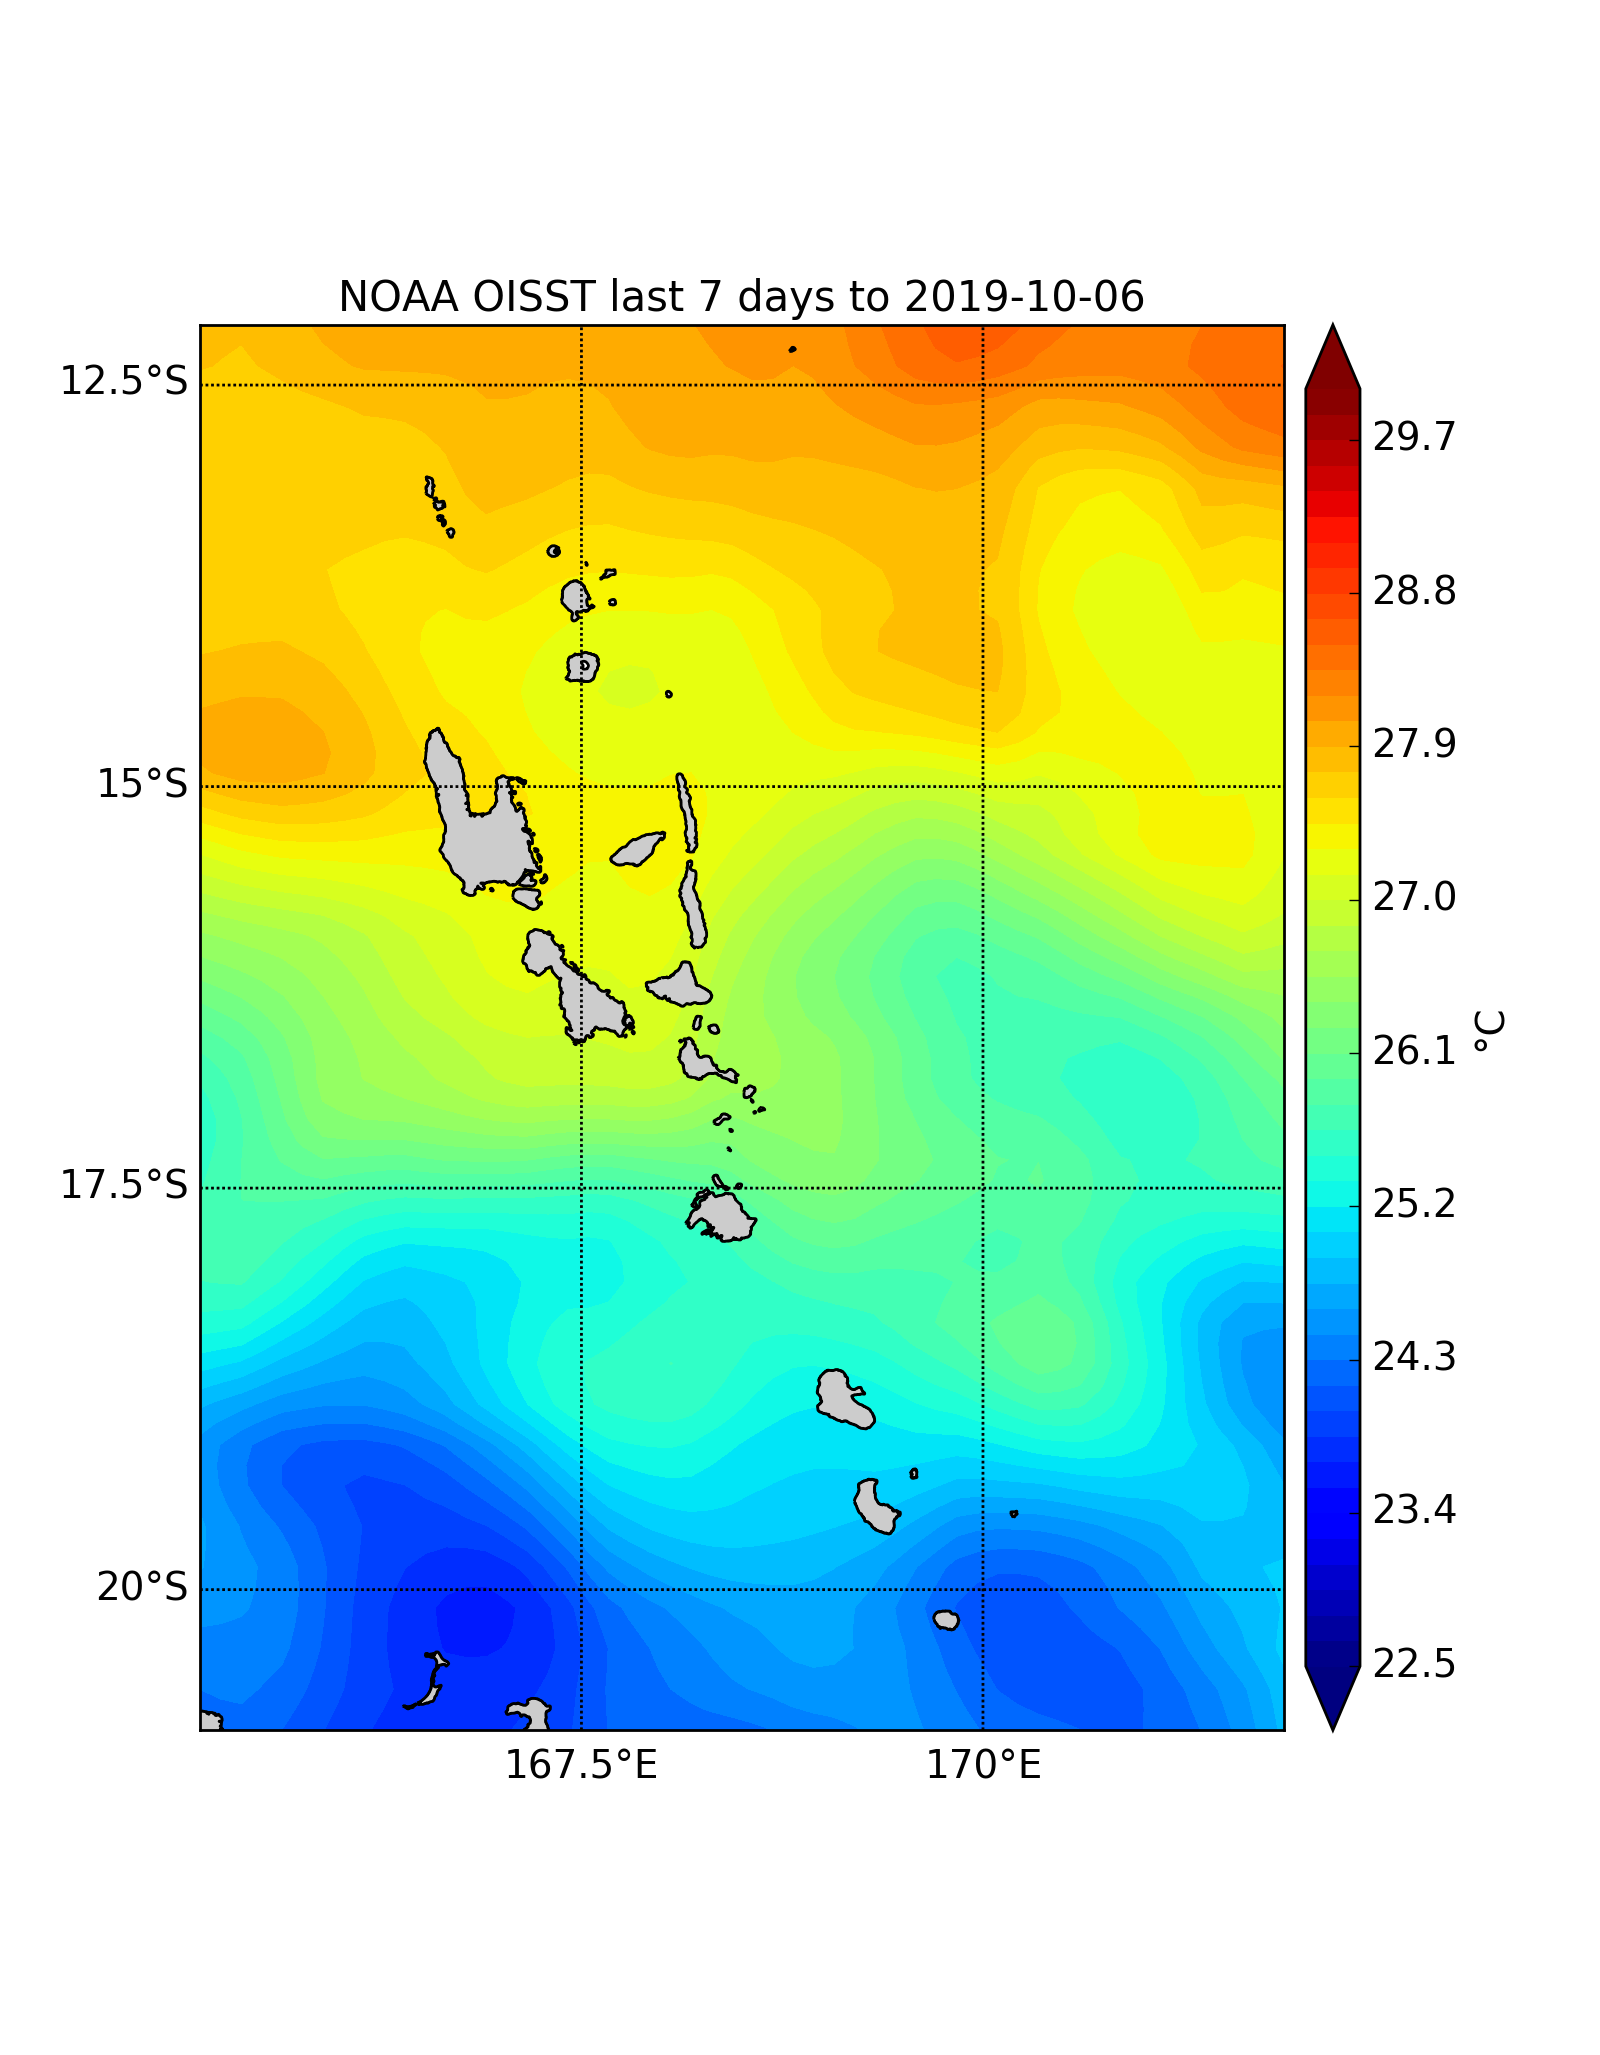 NOAA OISST last 7 days to 2019-10-06
12.5°S
15°S
17.5°S
20°S
167.5°E
170°E
29.7
28.8
27.9
27.0
26.1
25.2
24.3
23.4
22.5
°C